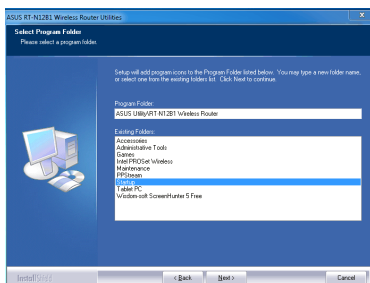 ASUS RT-N12B1 Wireless Router Utilities
Select Program Folder
Please select a program folder.
Setup will add program icons to the Program Folder listed below. You may type a new folder name,
or select one from the existing folders list. Click Next to continue.
Program Folder:
ASUS Utility\RT-N12B1 Wireless Router
Existing Folders:
Accessories
Administrative Tools
Games
Intel PROSet Wireless
Maintenance
PPStream
Startup
Tablet PC
Wisdom-soft ScreenHunter 5 Free
InstallShield
< Back
Next >
Cancel